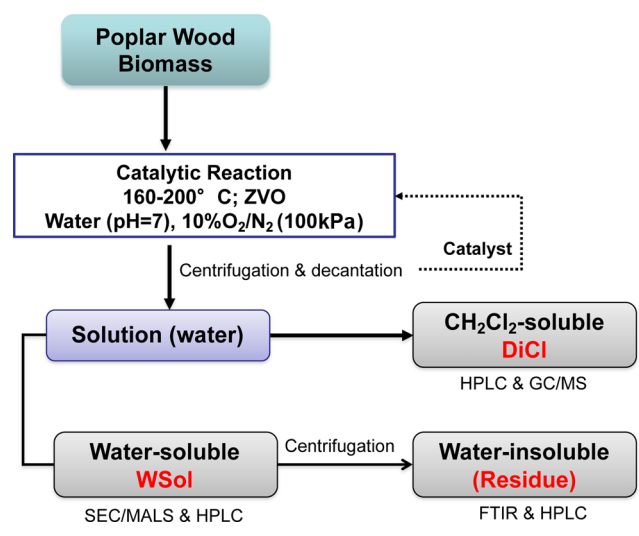 Poplar Wood
Biomass
Catalytic Reaction
160-200° C; ZVO
Water (pH=7), 10%O₂/N₂ (100kPa)
Catalyst
Centrifugation & decantation
Solution (water)
CH₂Cl₂-soluble
DiCl
HPLC & GC/MS
Water-soluble
WSol
Centrifugation
Water-insoluble
(Residue)
SEC/MALS & HPLC
FTIR & HPLC